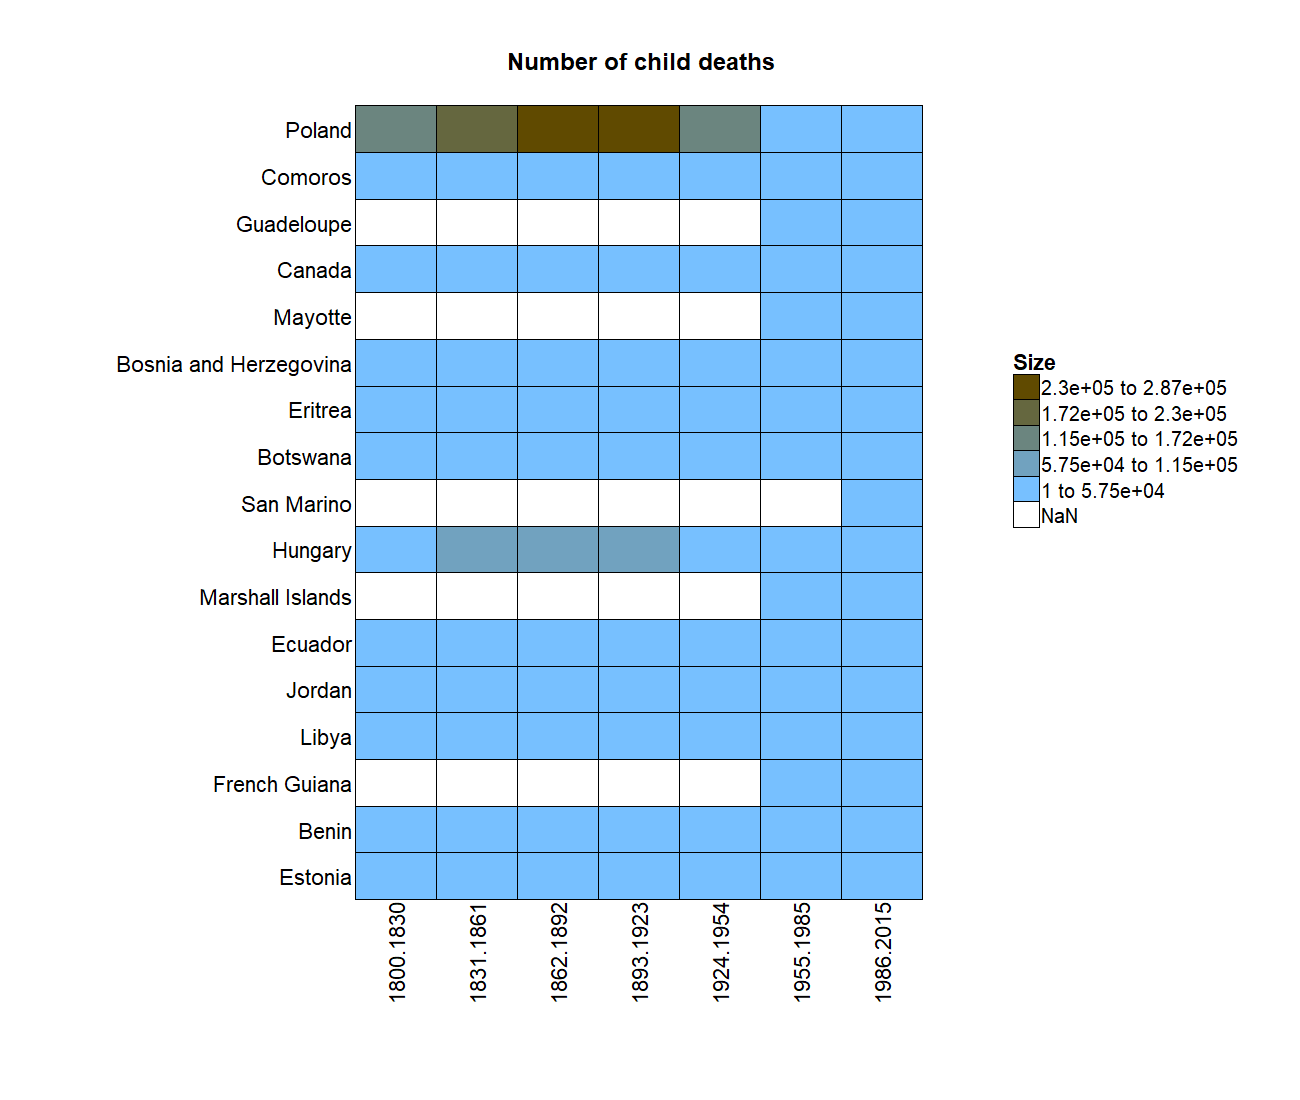 Number of child deaths
Poland
Comoros
Guadeloupe
Canada
Mayotte
Bosnia and Herzegovina
Eritrea
Botswana
San Marino
Hungary
Marshall Islands
Ecuador
Jordan
Libya
French Guiana
Benin
Estonia
1800.1830
1831.1861
1862.1892
1893.1923
1924.1954
1955.1985
1986.2015
Size
2.3e+05 to 2.87e+05
1.72e+05 to 2.3e+05
1.15e+05 to 1.72e+05
5.75e+04 to 1.15e+05
1 to 5.75e+04
NaN